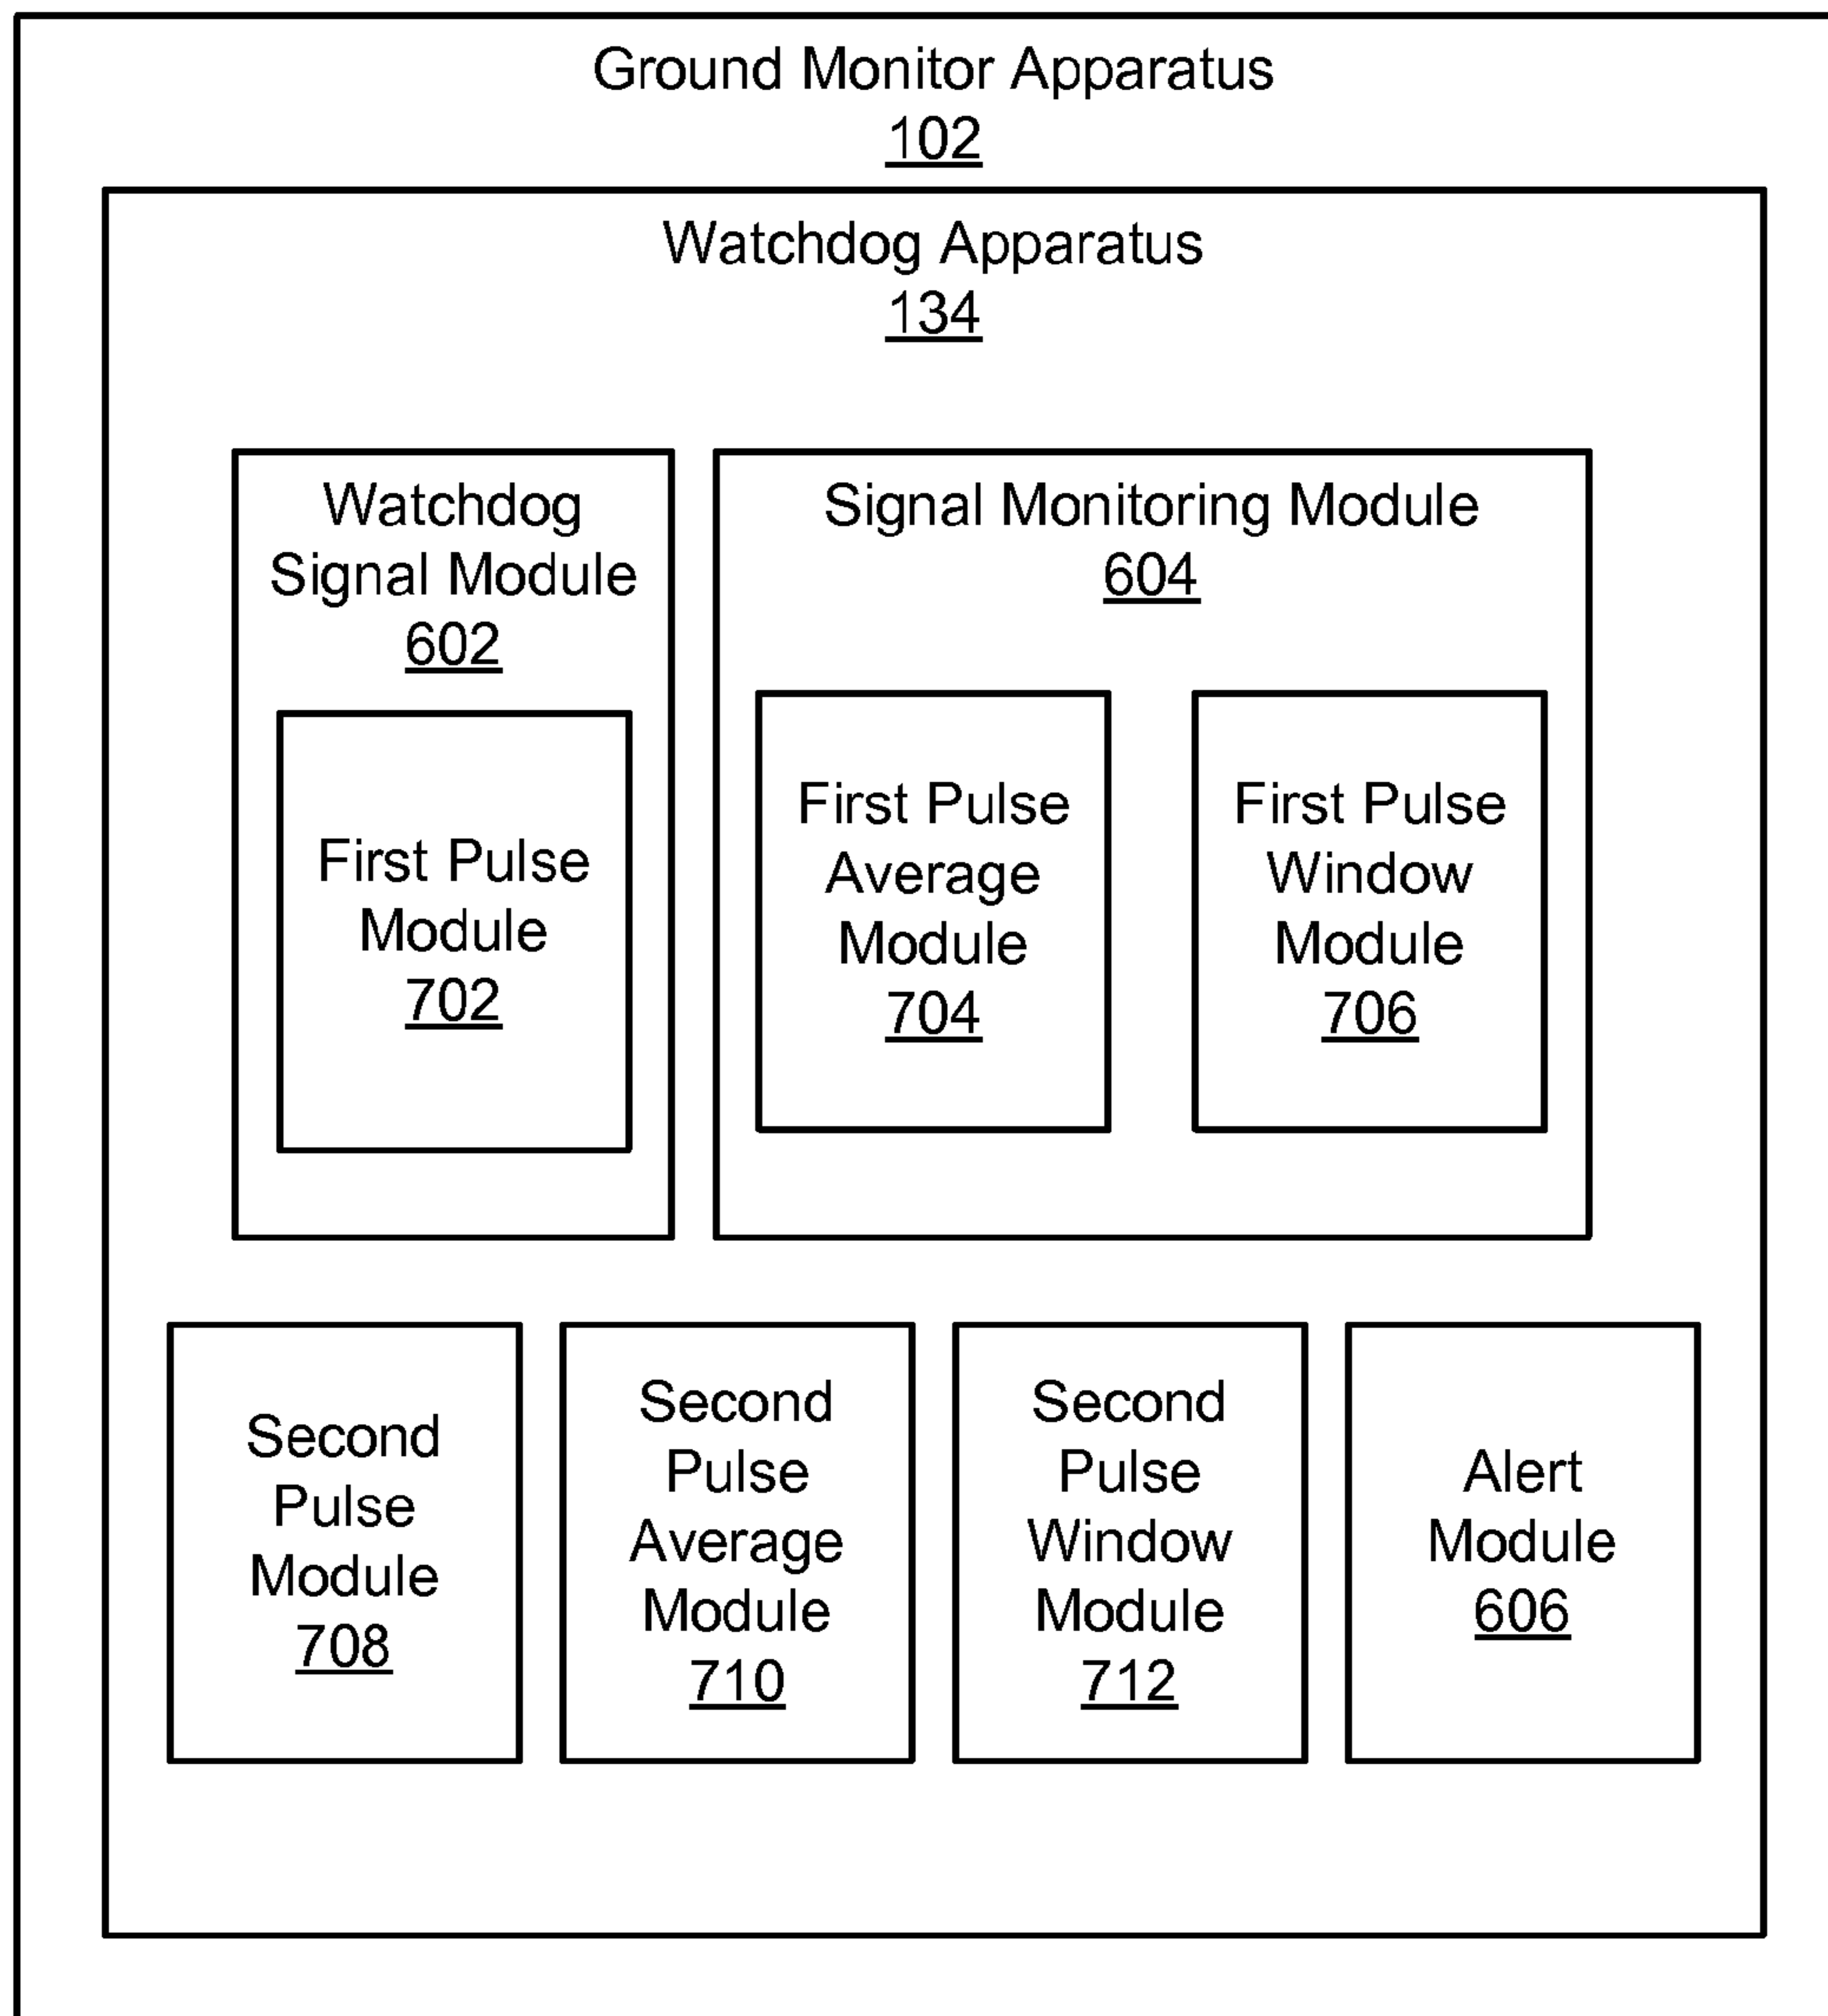 Ground Monitor Apparatus
102
Watchdog Apparatus
134
Watchdog
Signal Module
602
First Pulse
Module
702
Signal Monitoring Module
604
First Pulse
Average
Module
704
First Pulse
Window
Module
706
Second
Pulse
Module
708
Second
Pulse
Average
Module
710
Second
Pulse
Window
Module
712
Alert
Module
606